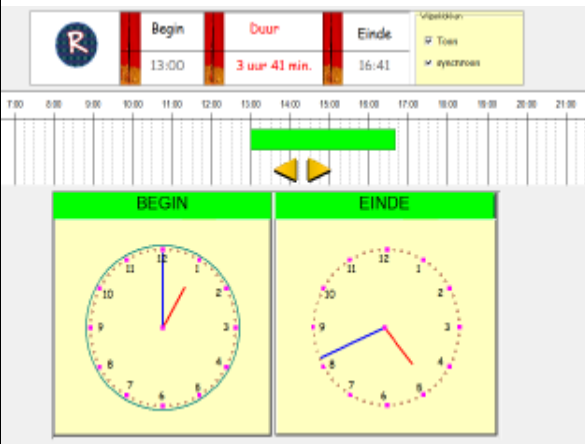 R
Begin Duur Einde
13:00 3 uur 41 min. 16:41
Toon
synchroon
7:00 8:00 9:00 10:00 11:00 12:00 13:00 14:00 15:00 16:00 17:00 18:00 19:00 20:00 21:00
BEGIN EINDE
12 1 2 3 4 5 6 7 8 9 10 11
12 1 2 3 4 5 6 7 8 9 10 11